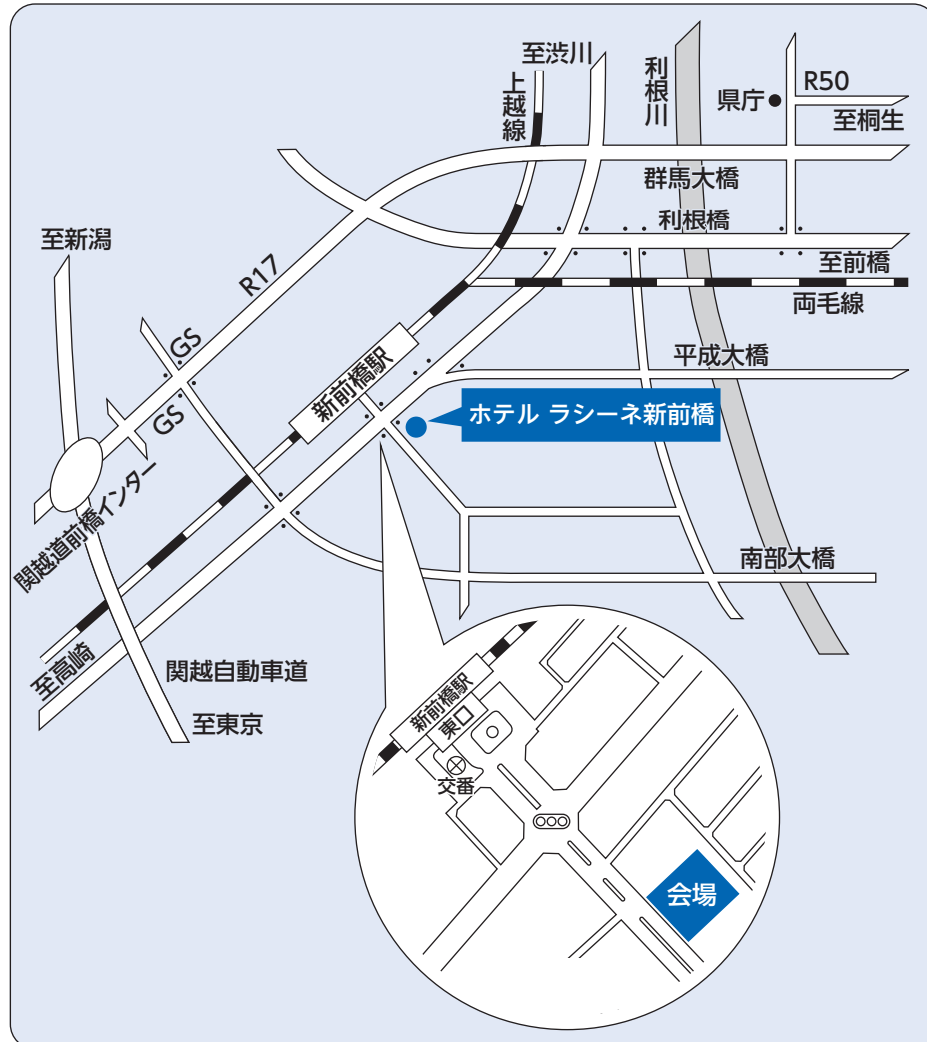 至渋川
上越線
利根川
県庁
R50
至桐生
群馬大橋
利根橋
至新潟
至前橋
R17
両毛線
GS
平成大橋
新前橋駅
ホテル ラシーネ新前橋
GS
関越道前橋インター
南部大橋
至高崎
関越自動車道
至東京
新前橋駅
東口
交番
会場